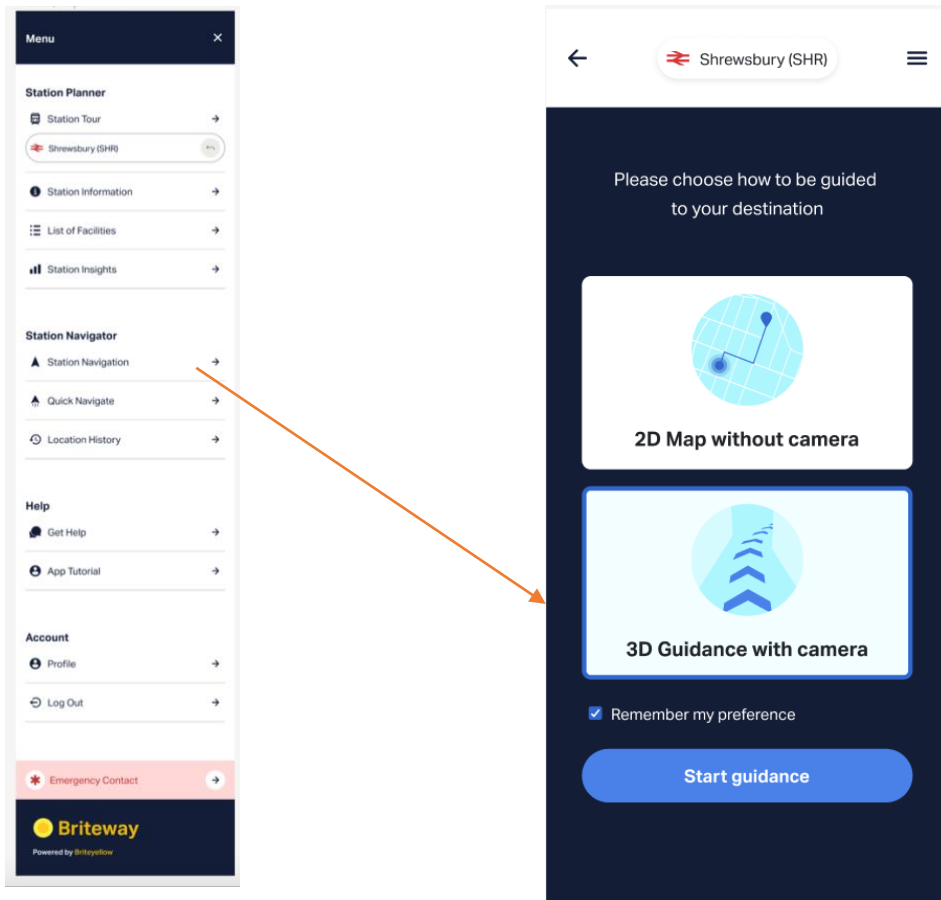 Menu
Station Planner
Station Tour
Shrewsbury (SHR)
Station Information
List of Facilities
Station Insights
Station Navigator
Station Navigation
Quick Navigate
Location History
Help
Get Help
App Tutorial
Account
Profile
Log Out
Emergency Contact
Briteway
Powered by Briteyellow
Shrewsbury (SHR)
Please choose how to be guided
to your destination
2D Map without camera
3D Guidance with camera
Remember my preference
Start guidance